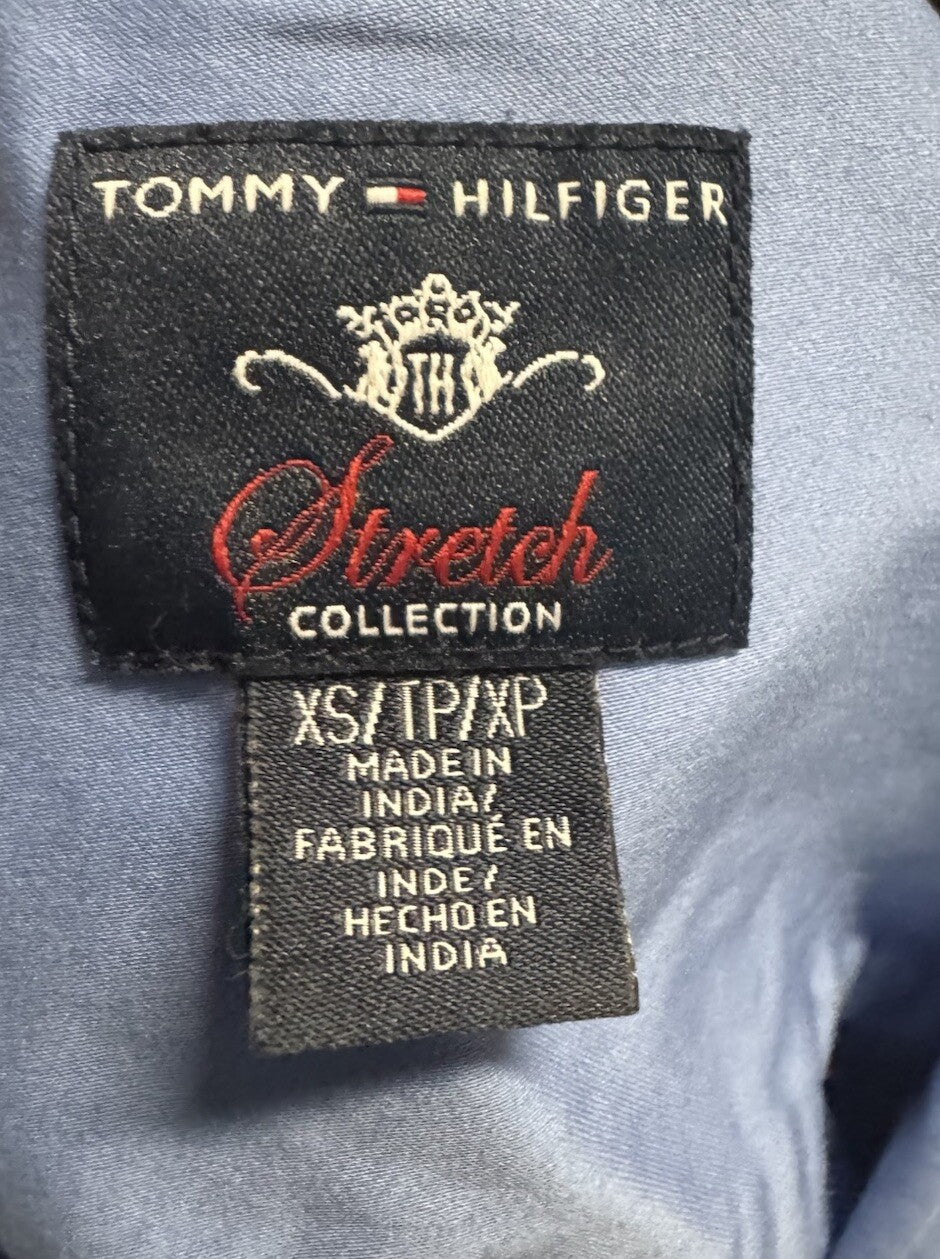 TOMMY HILFIGER
TH
Stretch
COLLECTION
XS/TP/XP
MADE IN
INDIA/
FABRIQUÉ EN
INDE/
HECHO EN
INDIA